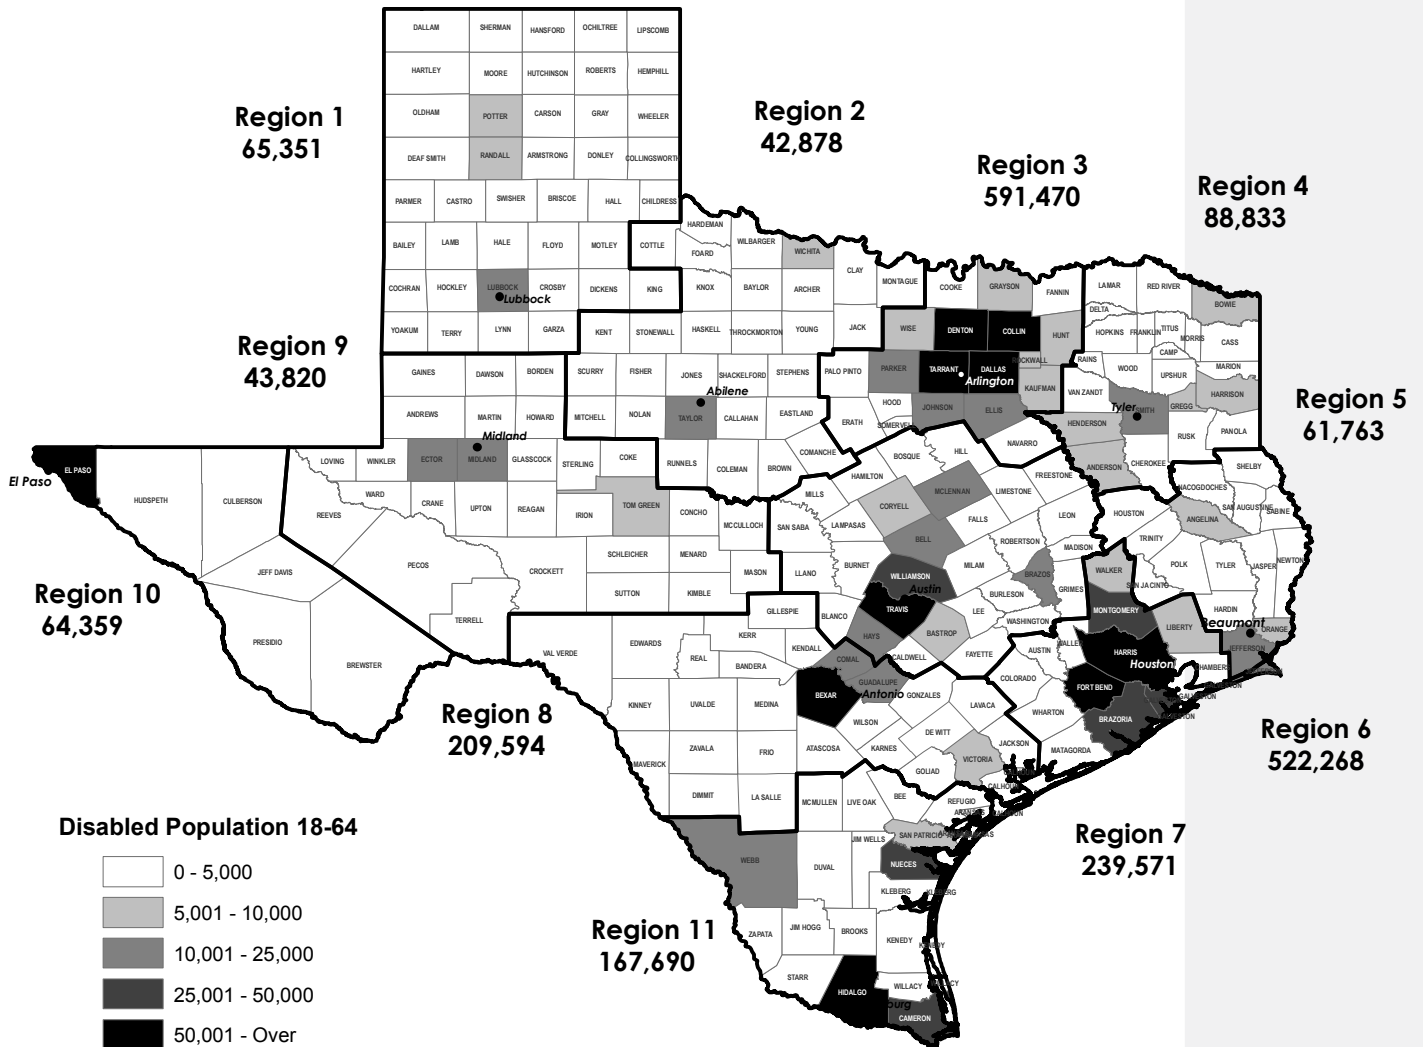 DALLAM SHERMAN HANSFORD OCHILTREE LIPSCOMB
HARTLEY MOORE HUTCHINSON ROBERTS HEMPHILL
Region 1
65,351
OLDHAM POTTER CARSON GRAY WHEELER
DEAF SMITH RANDALL ARMSTRONG DONLEY COLLINGSWORTH
PARMER CASTRO SWISHER BRISCOE HALL CHILDRESS
BAILEY LAMB HALE FLOYD MOTLEY COTTLE
COCHRAN HOCKLEY LUBBOCK CROSBY DICKENS KING
Lubbock
YOAKUM TERRY LYNN GARZA KENT STONEWALL HASKELL THROCKMORTON YOUNG JACK
Region 2
42,878
HARDEMAN
FOARD WILBARGER WICHITA CLAY MONTAGUE
KNOX BAYLOR ARCHER
Region 3
591,470
COOKE GRAYSON FANNIN
WISE DENTON COLLIN HUNT
ROCKWALL
PALO PINTO PARKER TARRANT DALLAS KAUFMAN
Arlington
HOOD JOHNSON ELLIS
ERATH NAVARRO
Region 4
88,833
LAMAR RED RIVER BOWIE
DELTA
HOPKINS FRANKLIN TITUS MORRIS CASS
CAMP
RAINS WOOD UPSHUR MARION
VAN ZANDT SMITH GREGG HARRISON
Tyler
HENDERSON RUSK PANOLA
ANDERSON CHEROKEE
Region 9
43,820
GAINES DAWSON BORDEN SCURRY FISHER JONES SHACKELFORD STEPHENS
Abilene
ANDREWS MARTIN HOWARD MITCHELL NOLAN TAYLOR CALLAHAN EASTLAND
Midland
LOVING WINKLER ECTOR MIDLAND GLASSCOCK STERLING COKE RUNNELS COLEMAN BROWN COMANCHE
WARD CRANE UPTON REAGAN IRION TOM GREEN CONCHO MCCULLOCH
REEVES PECOS CROCKETT SCHLEICHER MENARD MASON
SUTTON KIMBLE
TERRELL
Region 5
61,763
SHELBY
NACOGDOCHES
SAN AUGUSTINE SABINE
HOUSTON ANGELINA
TRINITY POLK TYLER JASPER NEWTON
SAN JACINTO HARDIN
Beaumont ORANGE
JEFFERSON
El Paso
EL PASO HUDSPETH CULBERSON
JEFF DAVIS
PRESIDIO BREWSTER
Region 10
64,359
BOSQUE HILL FREESTONE
MILLS HAMILTON MCLENNAN LIMESTONE
SAN SABA LAMPASAS CORYELL FALLS LEON
BELL ROBERTSON MADISON
LLANO BURNET WILLIAMSON MILAM BRAZOS GRIMES
Austin BURLESON
BLANCO TRAVIS LEE WASHINGTON
HAYS BASTROP
CALDWELL FAYETTE
WALKER
MONTGOMERY LIBERTY
AUSTIN HARRIS
Houston
COLORADO FORT BEND
WHARTON BRAZORIA
MATAGORDA
Region 6
522,268
GILLESPIE
EDWARDS KERR KENDALL COMAL
VAL VERDE REAL BANDERA GUADALUPE
Antonio
KINNEY UVALDE MEDINA BEXAR GONZALES LAVACA
WILSON
MAVERICK ZAVALA FRIO ATASCOSA KARNES DE WITT JACKSON
GOLIAD VICTORIA
DIMMIT LA SALLE CALHOUN
Region 8
209,594
Region 7
239,571
MCMULLEN LIVE OAK BEE REFUGIO
SAN PATRICIO
WEBB DUVAL JIM WELLS NUECES
KLEBERG
ZAPATA JIM HOGG BROOKS KENEDY
STARR HIDALGO WILLACY
CAMERON
Region 11
167,690
Disabled Population 18-64
0 - 5,000
5,001 - 10,000
10,001 - 25,000
25,001 - 50,000
50,001 - Over